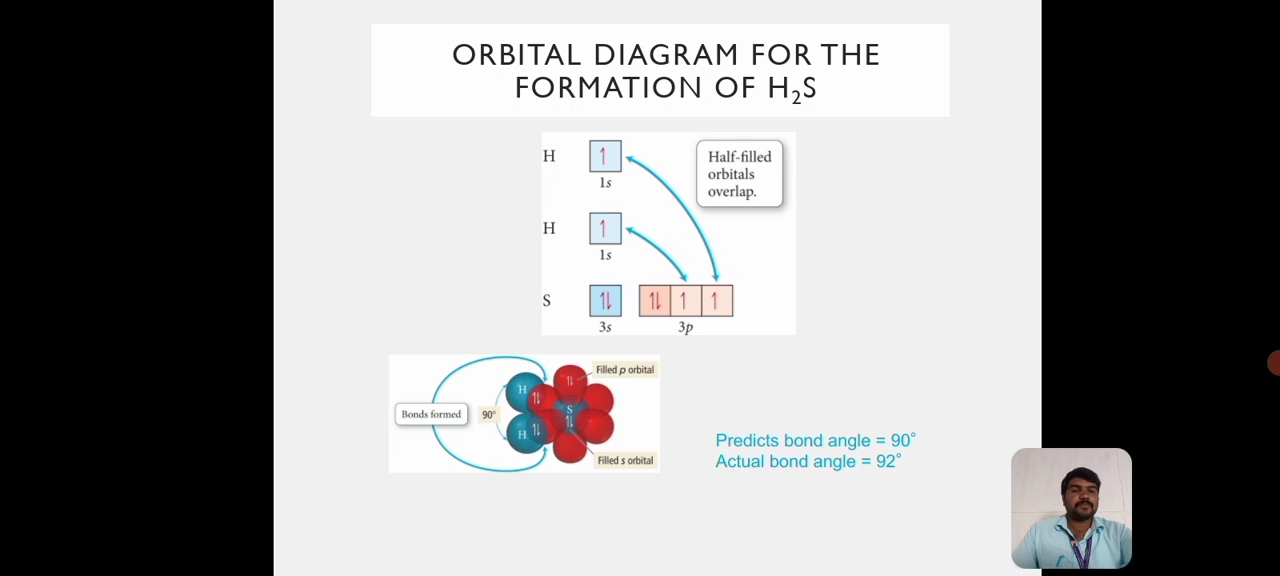 ORBITAL DIAGRAM FOR THE
FORMATION OF H₂S
H
↿
1s
Half-filled
orbitals
overlap.
H
↿
1s
S
↿⇂ ↿⇂ ↿ ↿
3s 3p
Filled p orbital
H
↿⇂
↿⇂
Bonds formed
90°
S
↿⇂
H
↿⇂
Filled s orbital
Predicts bond angle = 90˚
Actual bond angle = 92˚